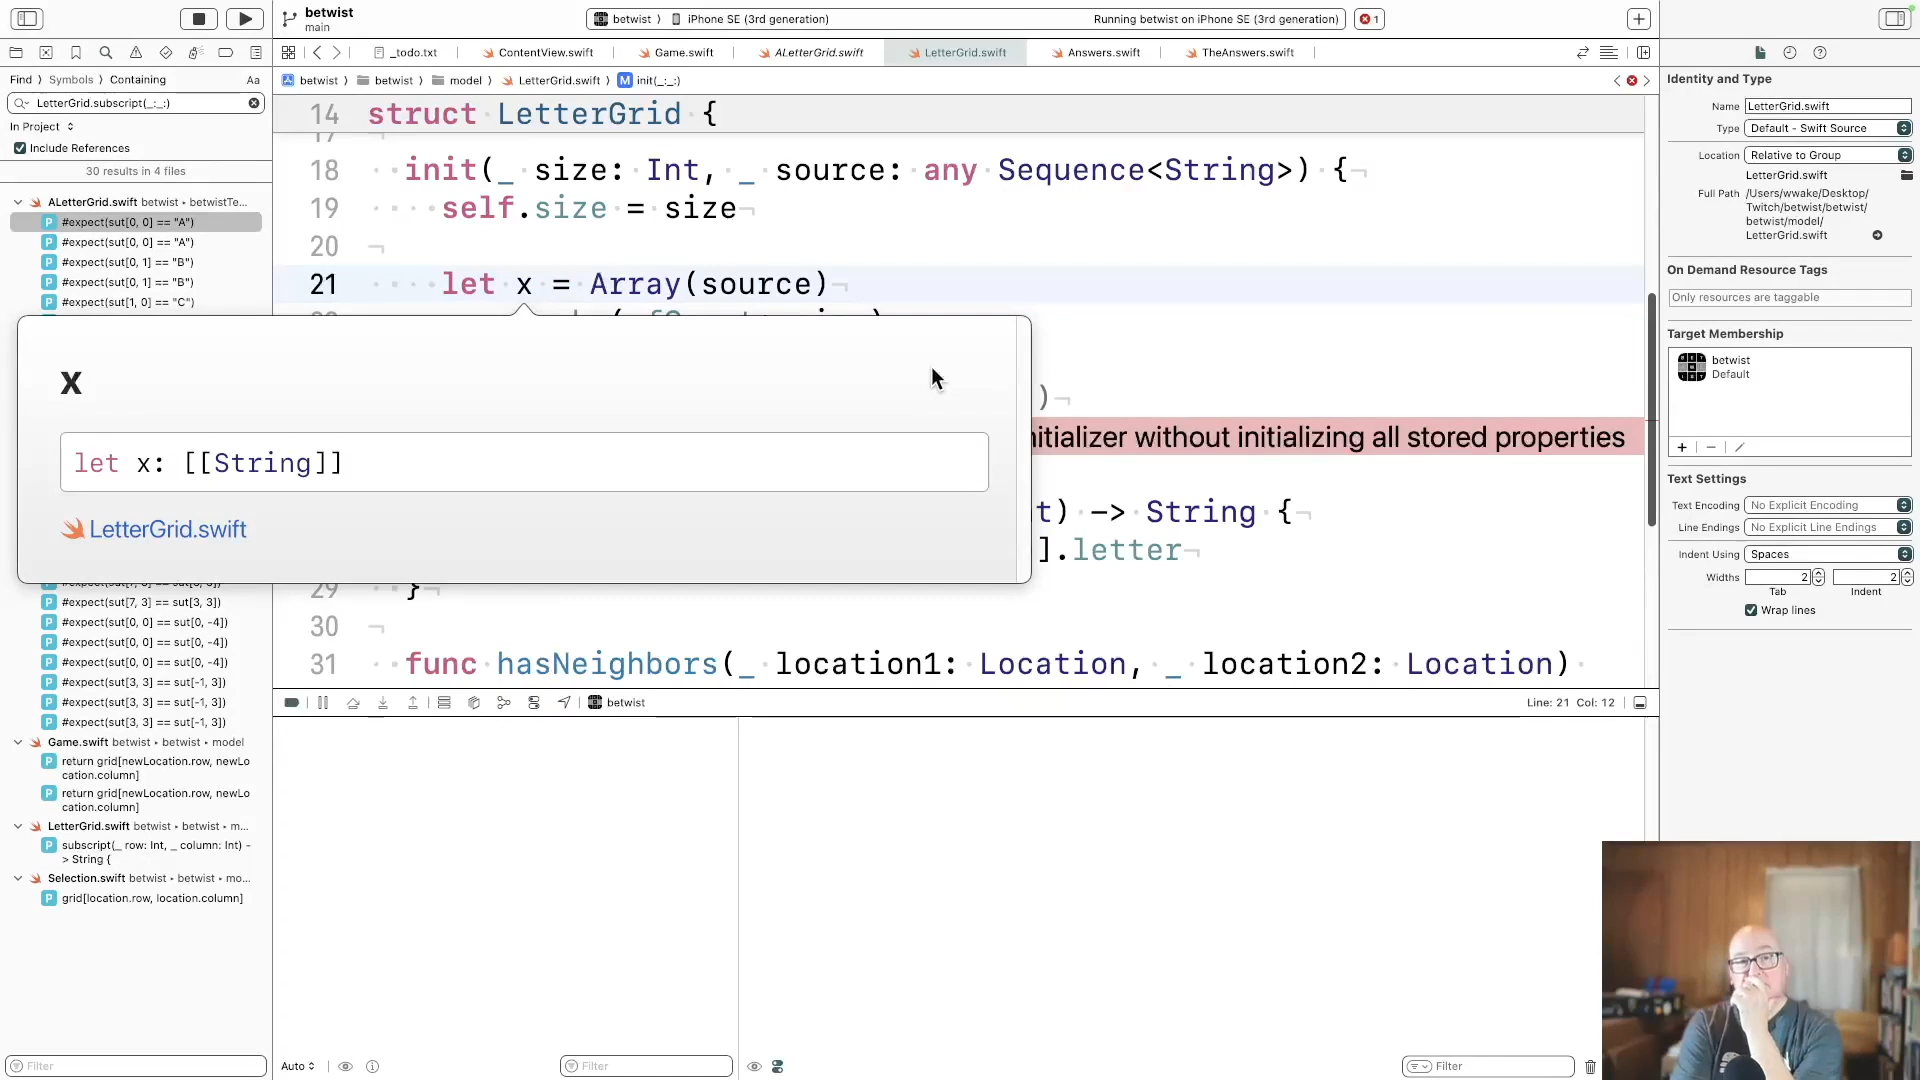 betwist
main
betwist
iPhone SE (3rd generation)
Running betwist on iPhone SE (3rd generation)
1
_todo.txt
ContentView.swift
Game.swift
ALetterGrid.swift
LetterGrid.swift
Answers.swift
TheAnswers.swift
Find
Symbols
Containing
Aa
LetterGrid.subscript(_:_:)
In Project
Include References
30 results in 4 files
ALetterGrid.swift betwist ▸ betwistTe...
#expect(sut[0, 0] == "A")
#expect(sut[0, 0] == "A")
#expect(sut[0, 1] == "B")
#expect(sut[0, 1] == "B")
#expect(sut[1, 0] == "C")
#expect(sut[7, 3] == sut[3, 3])
#expect(sut[0, 0] == sut[0, -4])
#expect(sut[0, 0] == sut[0, -4])
#expect(sut[0, 0] == sut[0, -4])
#expect(sut[3, 3] == sut[-1, 3])
#expect(sut[3, 3] == sut[-1, 3])
#expect(sut[3, 3] == sut[-1, 3])
Game.swift betwist ▸ betwist ▸ model
return grid[newLocation.row, newLo
cation.column]
return grid[newLocation.row, newLo
cation.column]
LetterGrid.swift betwist ▸ betwist ▸ m...
subscript(_ row: Int, _ column: Int) -
> String {
Selection.swift betwist ▸ betwist ▸ mo...
grid[location.row, location.column]
Filter
betwist
betwist
model
LetterGrid.swift
M init(_:_:)
14 struct LetterGrid {
17
18 init(_ size: Int, _ source: any Sequence<String>) {
19 self.size = size
20
21 let x = Array(source)
)
nitializer without initializing all stored properties
t) -> String {
].letter
29 }
30
31 func hasNeighbors(_ location1: Location, _ location2: Location)
x
let x: [[String]]
LetterGrid.swift
betwist
Line: 21 Col: 12
Auto
Filter
Filter
Identity and Type
Name LetterGrid.swift
Type Default - Swift Source
Location Relative to Group
LetterGrid.swift
Full Path /Users/wwake/Desktop/
Twitch/betwist/betwist/
betwist/model/
LetterGrid.swift
On Demand Resource Tags
Only resources are taggable
Target Membership
betwist
Default
Text Settings
Text Encoding No Explicit Encoding
Line Endings No Explicit Line Endings
Indent Using Spaces
Widths 2 2
Tab Indent
Wrap lines